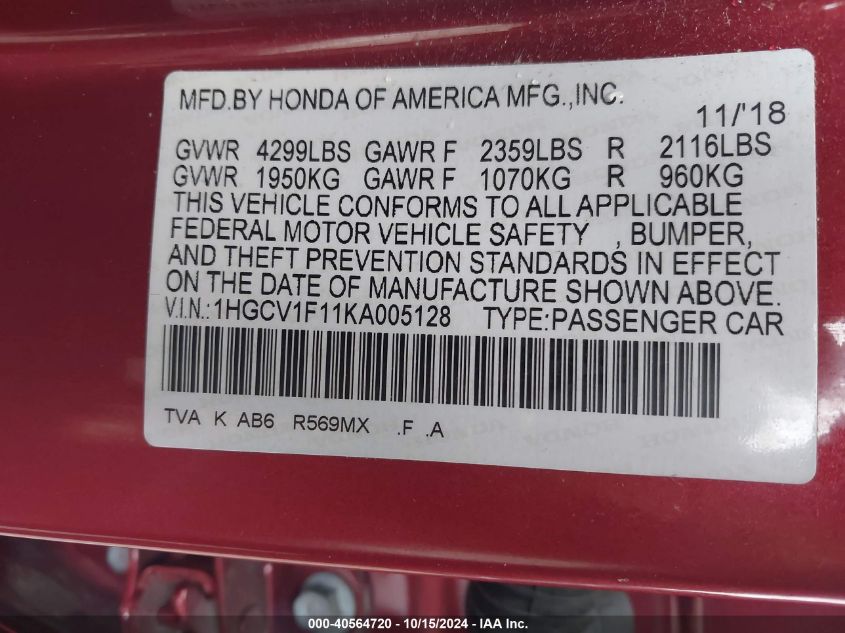 MFD.BY HONDA OF AMERICA MFG.,INC.
11/'18
GVWR 4299LBS GAWR F 2359LBS R 2116LBS
GVWR 1950KG GAWR F 1070KG R 960KG
THIS VEHICLE CONFORMS TO ALL APPLICABLE
FEDERAL MOTOR VEHICLE SAFETY , BUMPER,
AND THEFT PREVENTION STANDARDS IN EFFECT
ON THE DATE OF MANUFACTURE SHOWN ABOVE.
V.I.N.:1HGCV1F11KA005128 TYPE:PASSENGER CAR
TVA K AB6 R569MX .F .A
000-40564720 - 10/15/2024 - IAAI Inc.